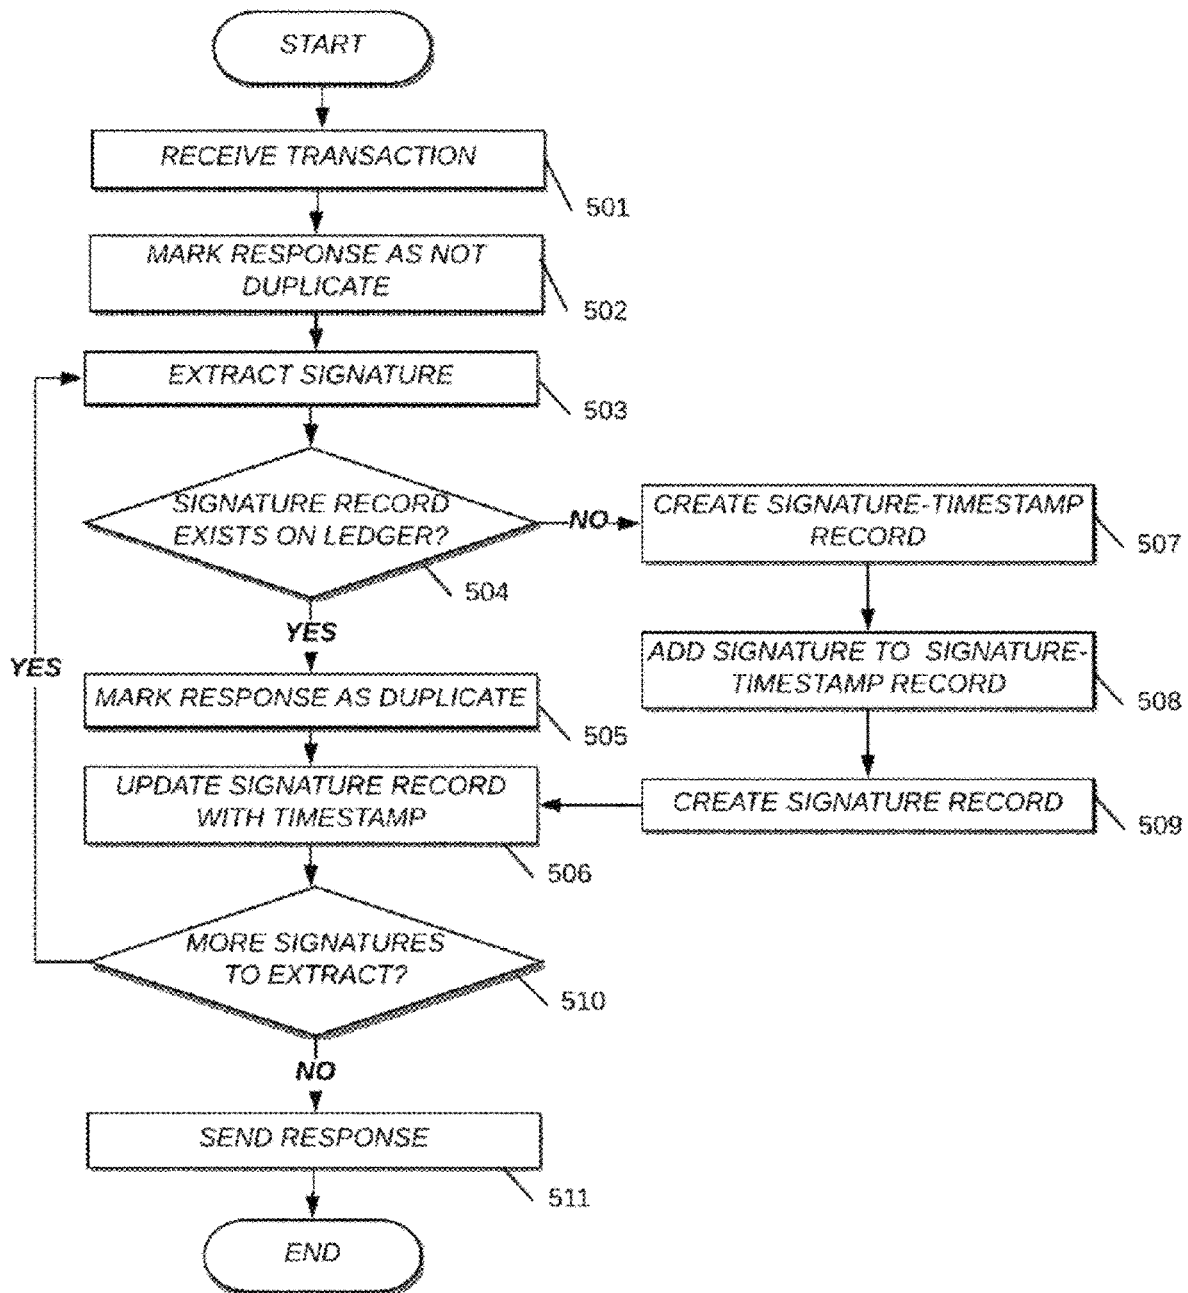 START
RECEIVE TRANSACTION
501
MARK RESPONSE AS NOT
DUPLICATE
502
EXTRACT SIGNATURE
503
SIGNATURE RECORD
EXISTS ON LEDGER?
504
NO
CREATE SIGNATURE-TIMESTAMP
RECORD
507
YES
YES
ADD SIGNATURE TO SIGNATURE-
TIMESTAMP RECORD
508
MARK RESPONSE AS DUPLICATE
505
UPDATE SIGNATURE RECORD
WITH TIMESTAMP
506
CREATE SIGNATURE RECORD
509
MORE SIGNATURES
TO EXTRACT?
510
NO
SEND RESPONSE
511
END